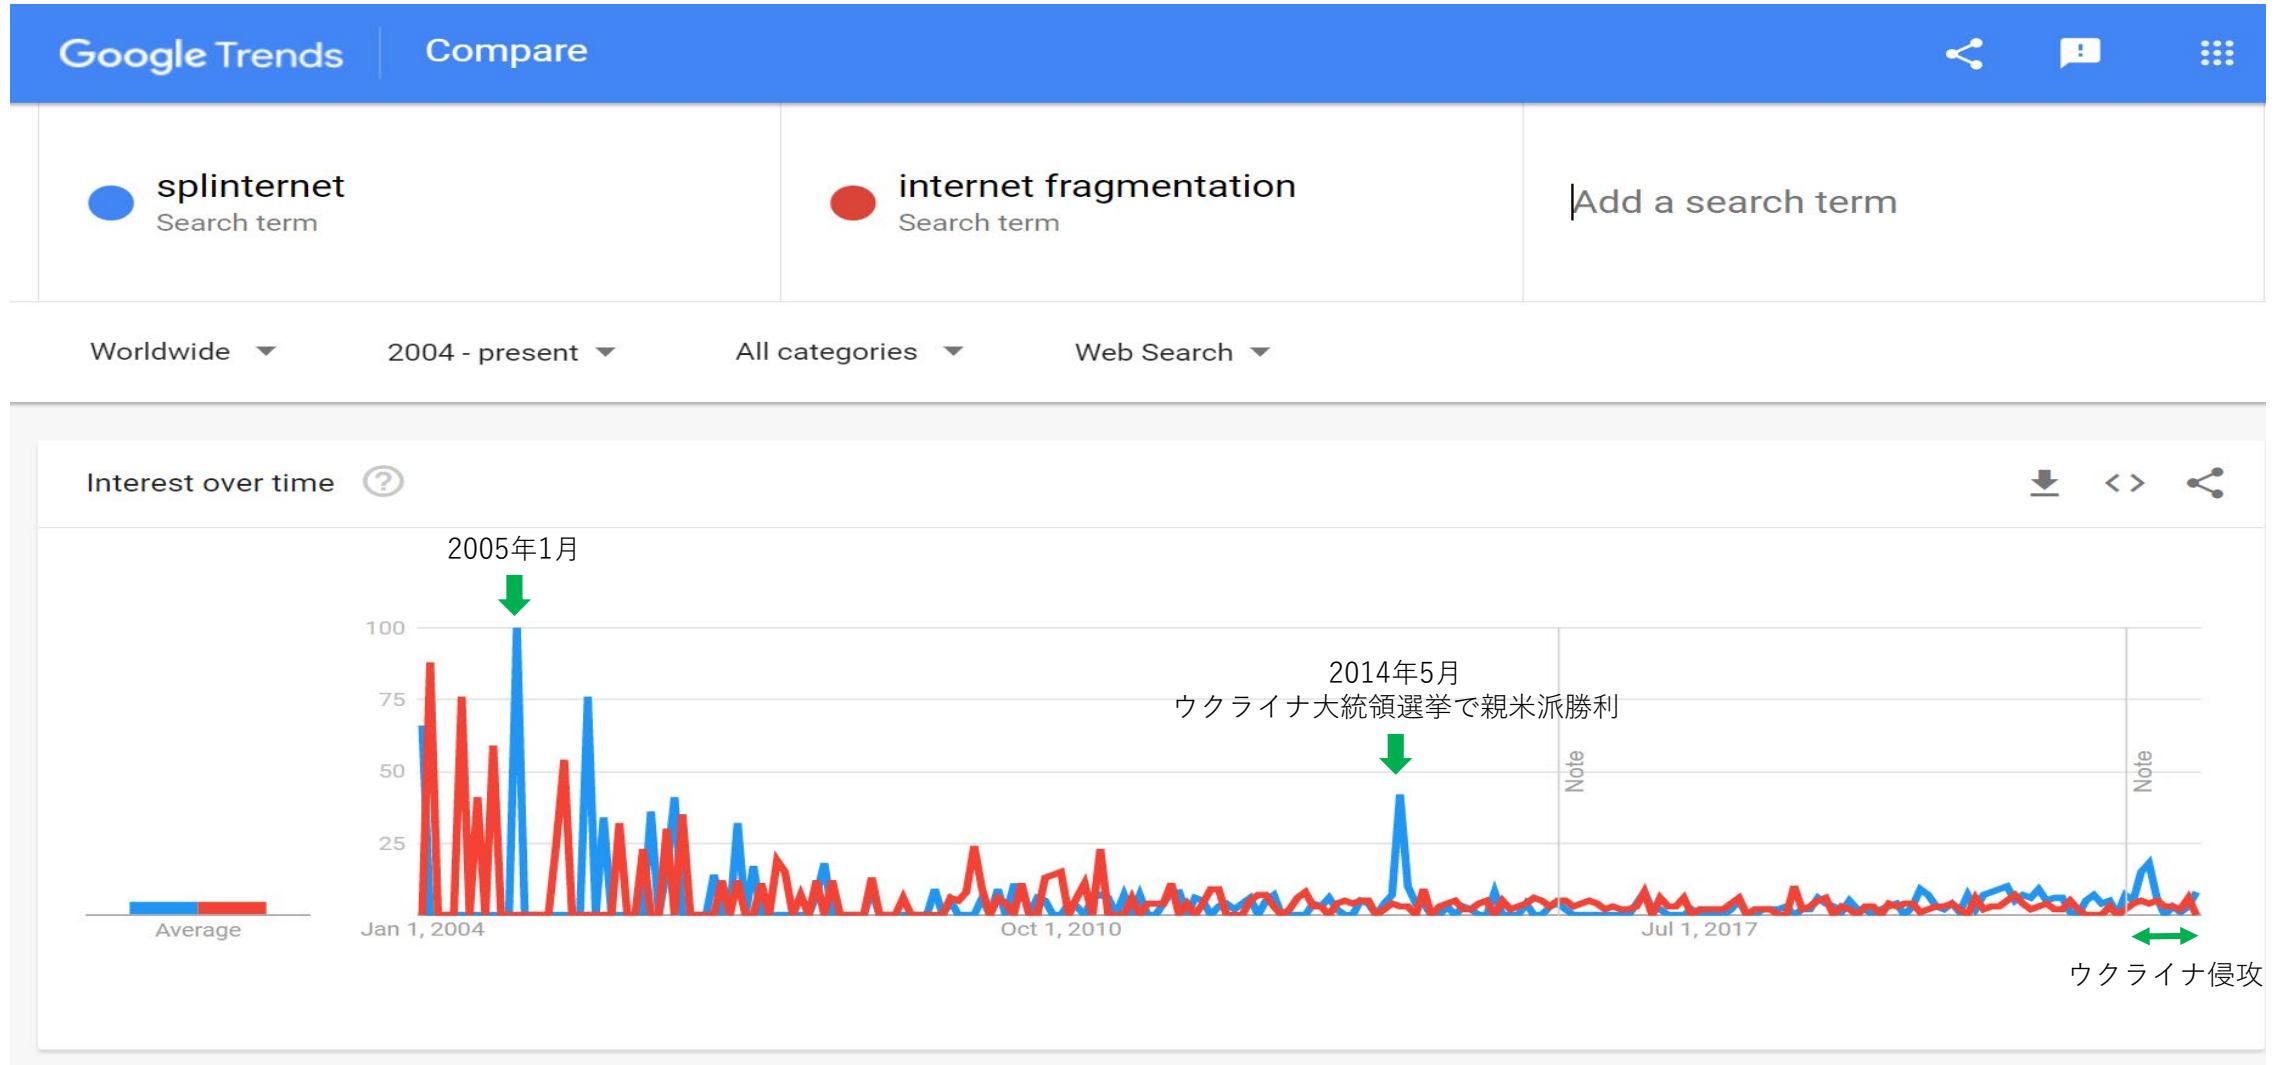 Google Trends
Compare
splinternet
Search term
internet fragmentation
Search term
Add a search term
Worldwide
2004 - present
All categories
Web Search
Interest over time
2005年1月
100
75
50
25
2014年5月
ウクライナ大統領選挙で親米派勝利
Note
Note
Average
Jan 1, 2004
Oct 1, 2010
Jul 1, 2017
ウクライナ侵攻